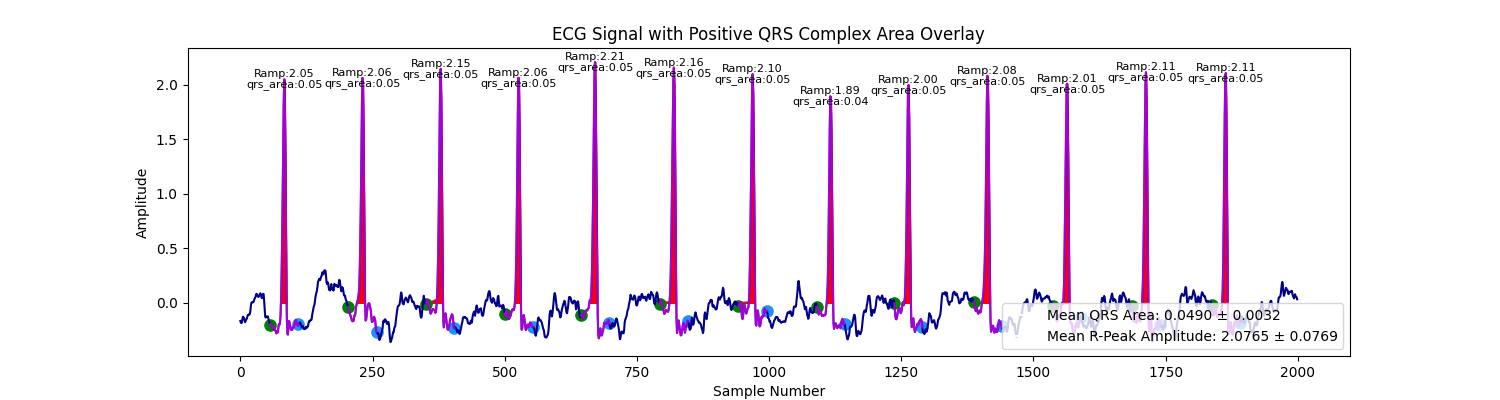 ECG Signal with Positive QRS Complex Area Overlay
Ramp:2.05
qrs_area:0.05
Ramp:2.06
qrs_area:0.05
Ramp:2.15
qrs_area:0.05
Ramp:2.06
qrs_area:0.05
Ramp:2.21
qrs_area:0.05
Ramp:2.16
qrs_area:0.05
Ramp:2.10
qrs_area:0.05
Ramp:1.89
qrs_area:0.04
Ramp:2.00
qrs_area:0.05
Ramp:2.08
qrs_area:0.05
Ramp:2.01
qrs_area:0.05
Ramp:2.11
qrs_area:0.05
Ramp:2.11
qrs_area:0.05
Amplitude
2.0
1.5
1.0
0.5
0.0
Mean QRS Area: 0.0490 ± 0.0032
Mean R-Peak Amplitude: 2.0765 ± 0.0769
0 250 500 750 1000 1250 1500 1750 2000
Sample Number